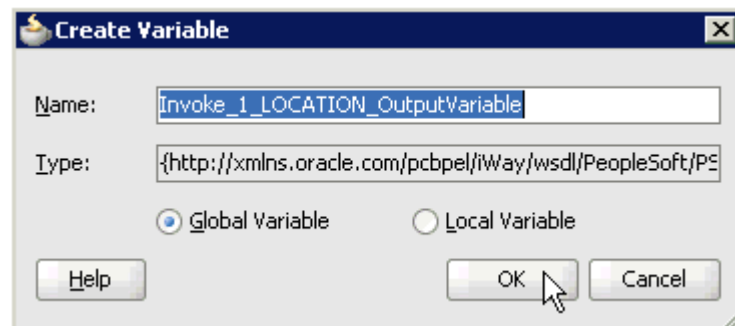 Create Variable
Name: Invoke_1_LOCATION_OutputVariable
Type: {http://xmlns.oracle.com/pcbpel/iWay/wsdl/PeopleSoft/PS
Global Variable Local Variable
Help OK Cancel